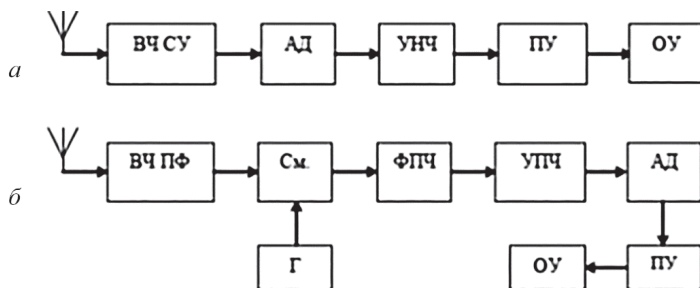 ВЧ СУ АД УНЧ ПУ ОУ
а
ВЧ ПФ См. ФПЧ УПЧ АД
б
Г ОУ ПУ